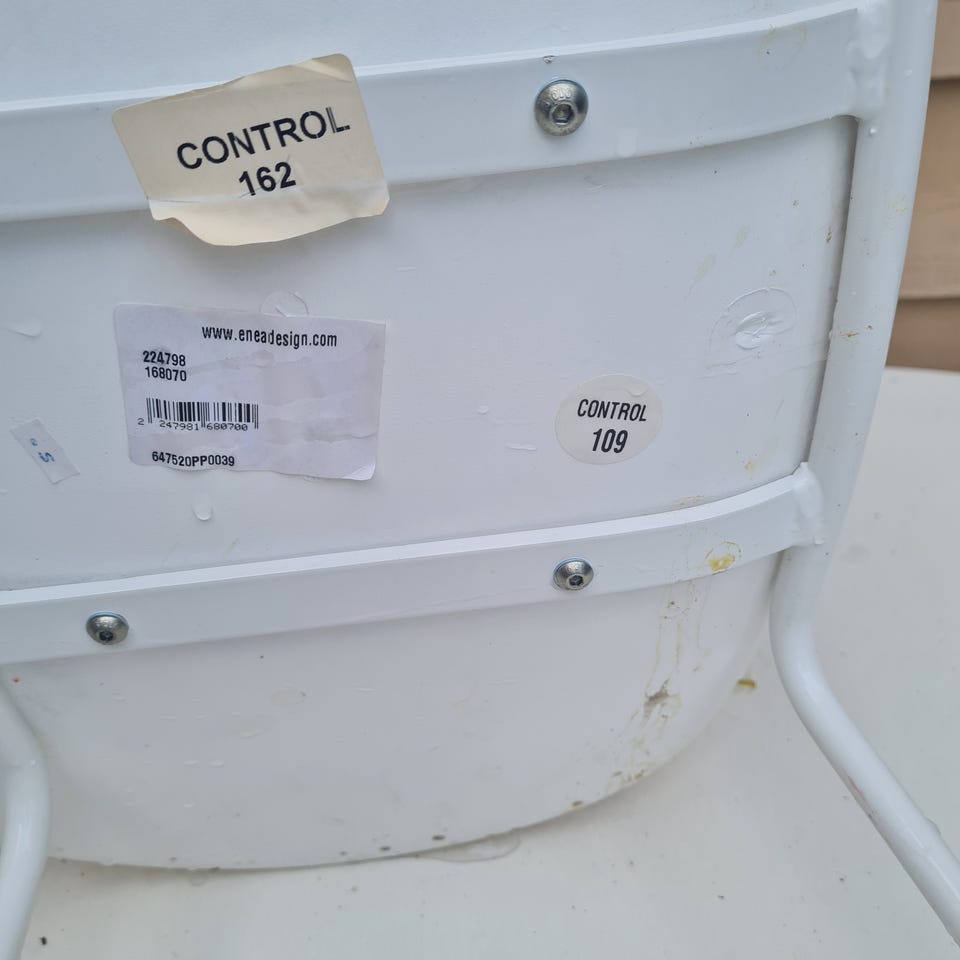 CONTROL
162
www.eneadesign.com
224798
168070
2 247981 680700
647520PP0039
CONTROL
109